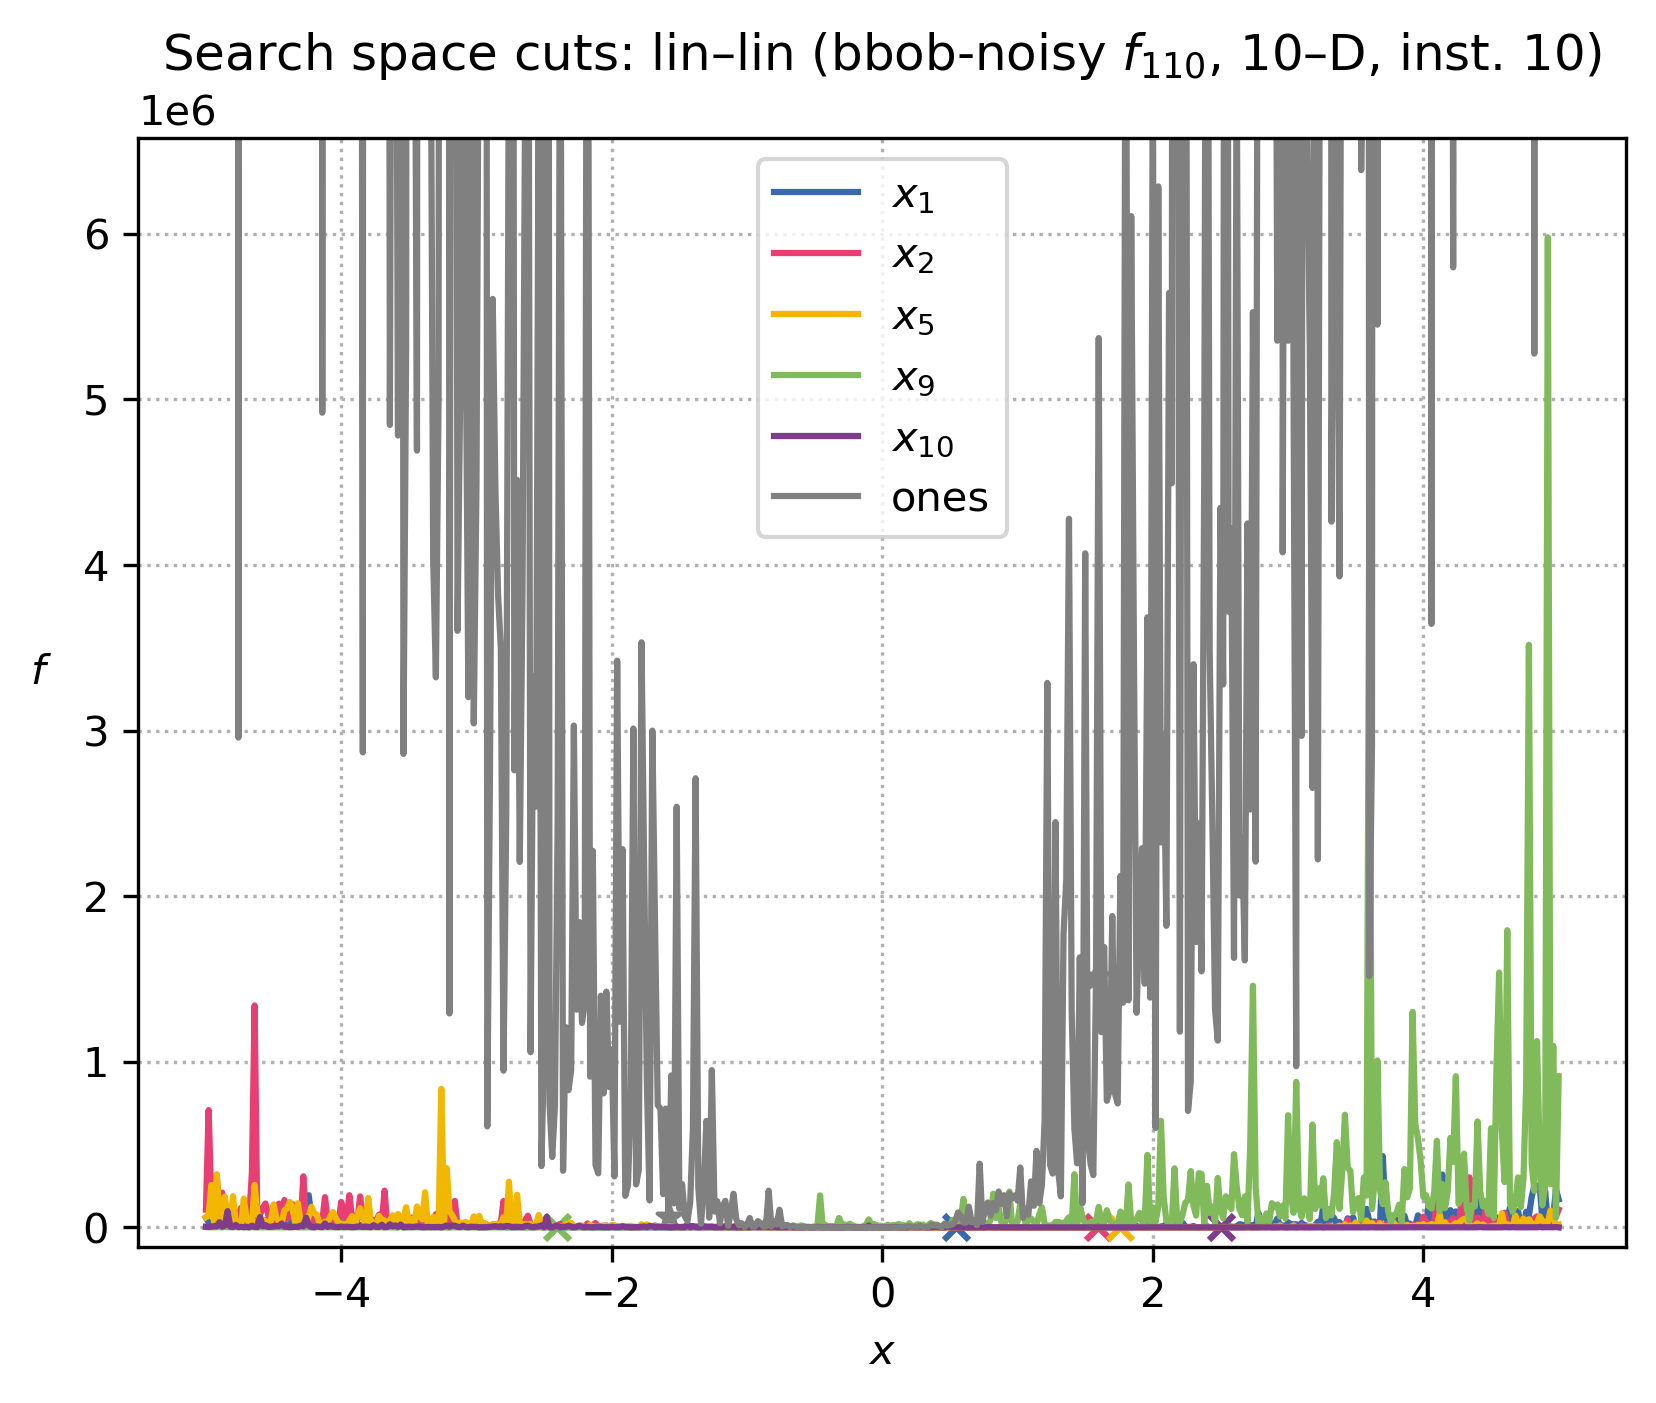 Search space cuts: lin–lin (bbob-noisy f₁₁₀, 10–D, inst. 10)
1e6
6
5
4
3
2
1
0
f
x₁
x₂
x₅
x₉
x₁₀
ones
−4
−2
0
2
4
x